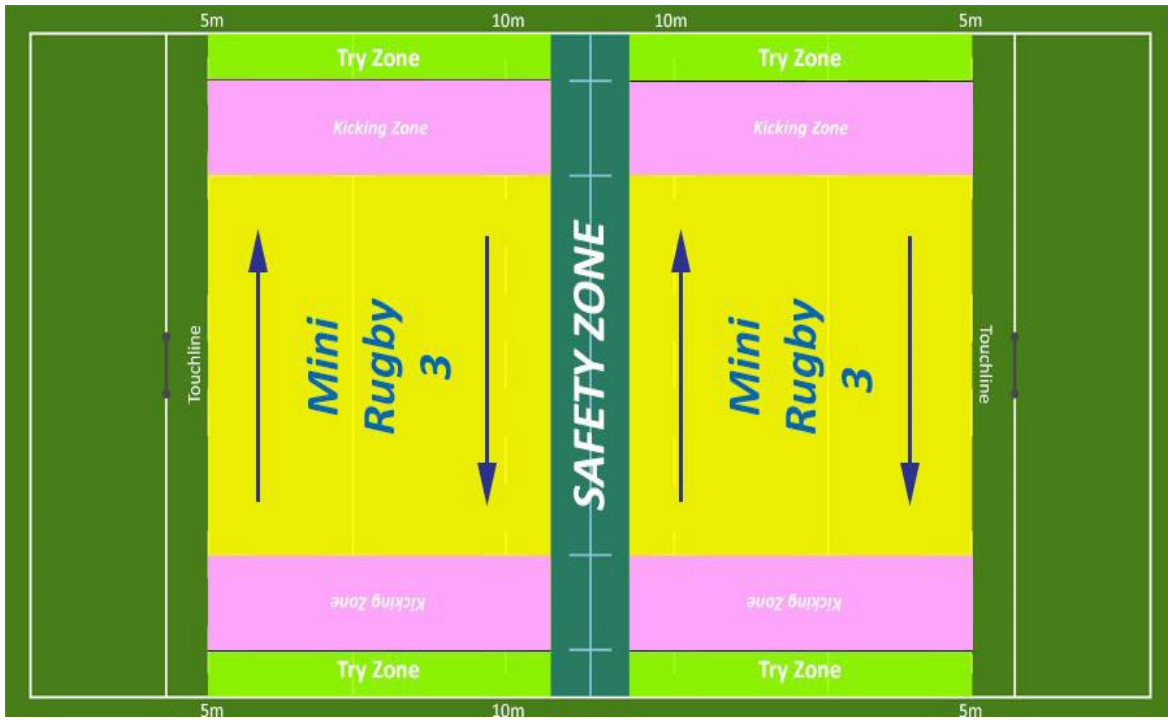 5m 10m 10m 5m
Try Zone Try Zone
Kicking Zone Kicking Zone
Touchline
Mini
Rugby
3
SAFETY ZONE
Mini
Rugby
3
Touchline
Kicking Zone Kicking Zone
Try Zone Try Zone
5m 10m 5m